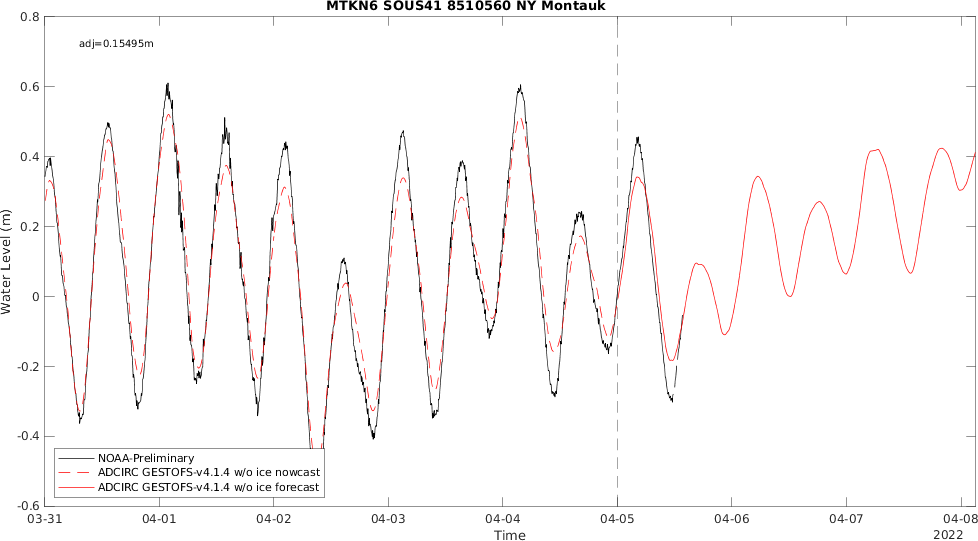 MTKN6 SOUS41 8510560 NY Montauk
adj=0.15495m
0.8
0.6
0.4
0.2
0
-0.2
-0.4
-0.6
Water Level (m)
NOAA-Preliminary
ADCIRC GESTOFS-v4.1.4 w/o ice nowcast
ADCIRC GESTOFS-v4.1.4 w/o ice forecast
03-31 04-01 04-02 04-03 04-04 04-05 04-06 04-07 04-08
Time
2022